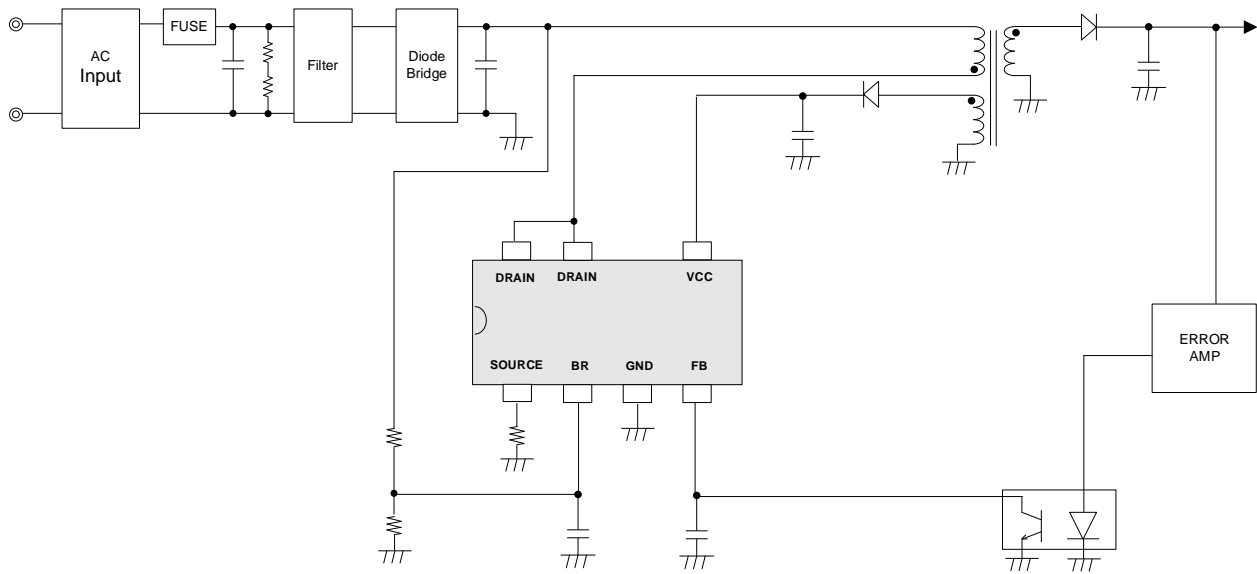 FUSE
AC
Input
Filter
Diode
Bridge
DRAIN
DRAIN
VCC
SOURCE
BR
GND
FB
ERROR
AMP